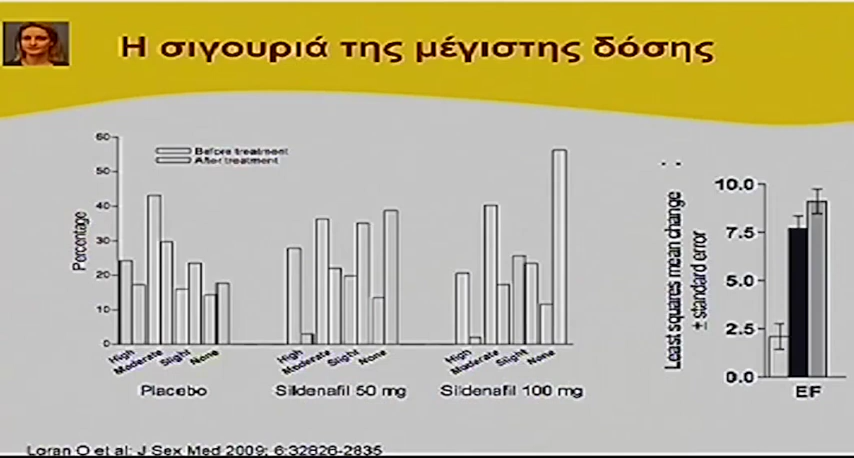 Η σιγουριά της μέγιστης δόσης
60
50
40
30
20
10
0
Percentage
Before treatment
After treatment
High
Moderate
Slight
None
Placebo
High
Moderate
Slight
None
Sildenafil 50 mg
High
Moderate
Slight
None
Sildenafil 100 mg
Least squares mean change
± standard error
10.0
7.5
5.0
2.5
0.0
EF
Loran O et al: J Sex Med 2009; 6:32826-2835